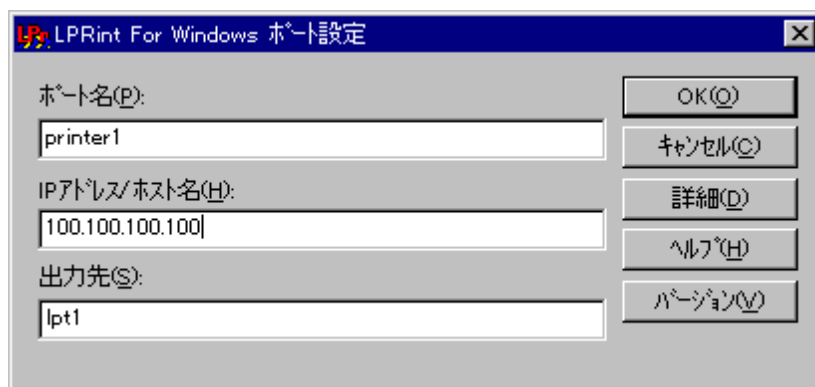 LPRint For Windows ﾎﾟｰﾄ設定
ﾎﾟｰﾄ名(P):
printer1
IPｱﾄﾞﾚｽ/ﾎｽﾄ名(H):
100.100.100.100
出力先(S):
lpt1
OK(O)
ｷｬﾝｾﾙ(C)
詳細(D)
ﾍﾙﾌﾟ(H)
ﾊﾞｰｼﾞｮﾝ(V)